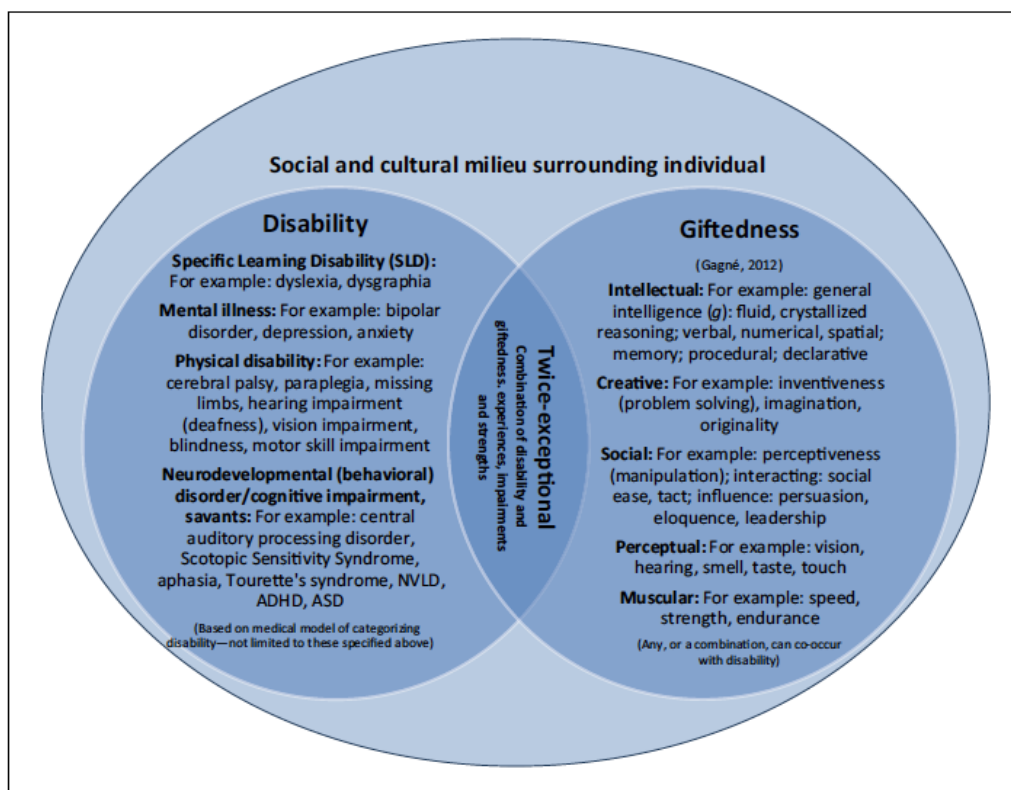 Social and cultural milieu surrounding individual
Disability
Specific Learning Disability (SLD):
For example: dyslexia, dysgraphia
Mental illness: For example: bipolar
disorder, depression, anxiety
Physical disability: For example:
cerebral palsy, paraplegia, missing
limbs, hearing impairment
(deafness), vision impairment,
blindness, motor skill impairment
Neurodevelopmental (behavioral)
disorder/cognitive impairment,
savants: For example: central
auditory processing disorder,
Scotopic Sensitivity Syndrome,
aphasia, Tourette's syndrome, NVLD,
ADHD, ASD
(Based on medical model of categorizing
disability—not limited to these specified above)
Twice-exceptional
Combination of disability and
giftedness. experiences, impairments
and strengths
Giftedness
(Gagné, 2012)
Intellectual: For example: general
intelligence (g): fluid, crystallized
reasoning; verbal, numerical, spatial;
memory; procedural; declarative
Creative: For example: inventiveness
(problem solving), imagination,
originality
Social: For example: perceptiveness
(manipulation); interacting: social
ease, tact; influence: persuasion,
eloquence, leadership
Perceptual: For example: vision,
hearing, smell, taste, touch
Muscular: For example: speed,
strength, endurance
(Any, or a combination, can co-occur
with disability)